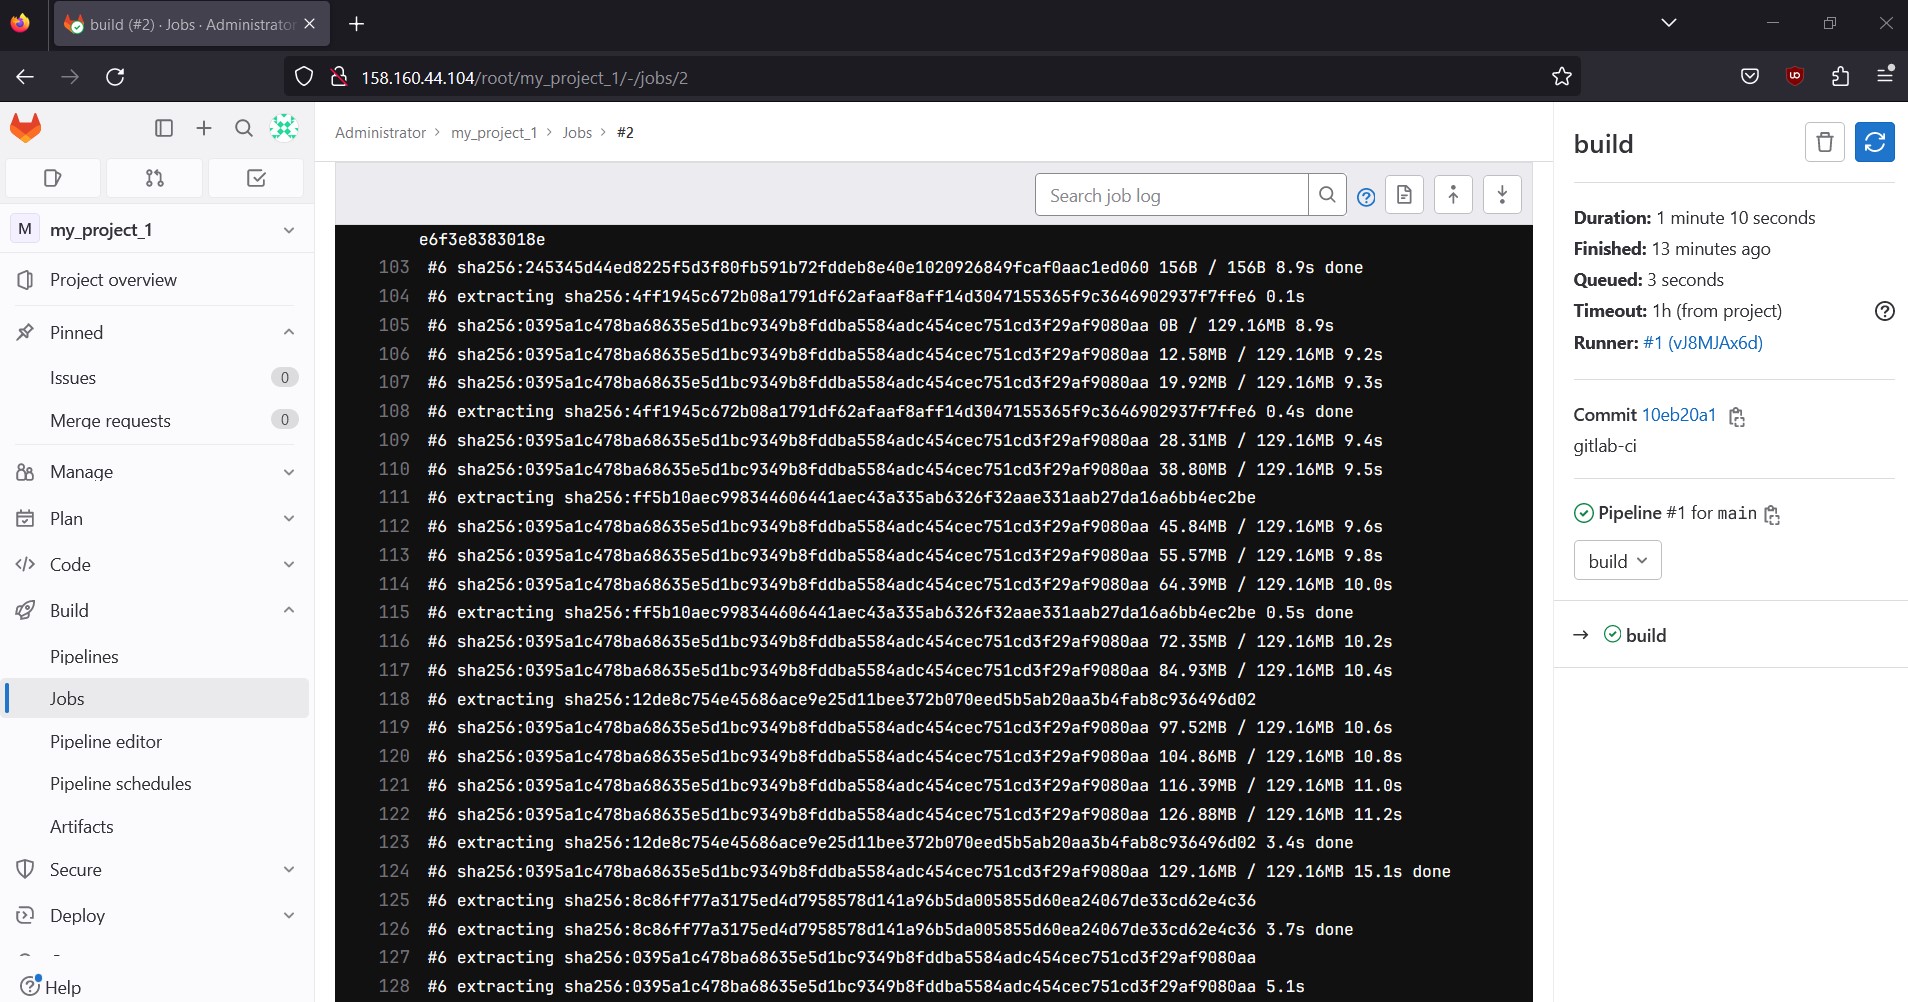 build (#2) · Jobs · Administrator
158.160.44.104/root/my_project_1/-/jobs/2
Administrator
my_project_1
Jobs
#2
Search job log
M
my_project_1
Project overview
Pinned
Issues
0
Merge requests
0
Manage
Plan
Code
Build
Pipelines
Jobs
Pipeline editor
Pipeline schedules
Artifacts
Secure
Deploy
Help
e6f3e8383018e
103 #6 sha256:245345d44ed8225f5d3f80fb591b72fddeb8e40e1020926849fcaf0aac1ed060 156B / 156B 8.9s done
104 #6 extracting sha256:4ff1945c672b08a1791df62afaaf8aff14d3047155365f9c3646902937f7ffe6 0.1s
105 #6 sha256:0395a1c478ba68635e5d1bc9349b8fddba5584adc454cec751cd3f29af9080aa 0B / 129.16MB 8.9s
106 #6 sha256:0395a1c478ba68635e5d1bc9349b8fddba5584adc454cec751cd3f29af9080aa 12.58MB / 129.16MB 9.2s
107 #6 sha256:0395a1c478ba68635e5d1bc9349b8fddba5584adc454cec751cd3f29af9080aa 19.92MB / 129.16MB 9.3s
108 #6 extracting sha256:4ff1945c672b08a1791df62afaaf8aff14d3047155365f9c3646902937f7ffe6 0.4s done
109 #6 sha256:0395a1c478ba68635e5d1bc9349b8fddba5584adc454cec751cd3f29af9080aa 28.31MB / 129.16MB 9.4s
110 #6 sha256:0395a1c478ba68635e5d1bc9349b8fddba5584adc454cec751cd3f29af9080aa 38.80MB / 129.16MB 9.5s
111 #6 extracting sha256:ff5b10aec998344606441aec43a335ab6326f32aae331aab27da16a6bb4ec2be
112 #6 sha256:0395a1c478ba68635e5d1bc9349b8fddba5584adc454cec751cd3f29af9080aa 45.84MB / 129.16MB 9.6s
113 #6 sha256:0395a1c478ba68635e5d1bc9349b8fddba5584adc454cec751cd3f29af9080aa 55.57MB / 129.16MB 9.8s
114 #6 sha256:0395a1c478ba68635e5d1bc9349b8fddba5584adc454cec751cd3f29af9080aa 64.39MB / 129.16MB 10.0s
115 #6 extracting sha256:ff5b10aec998344606441aec43a335ab6326f32aae331aab27da16a6bb4ec2be 0.5s done
116 #6 sha256:0395a1c478ba68635e5d1bc9349b8fddba5584adc454cec751cd3f29af9080aa 72.35MB / 129.16MB 10.2s
117 #6 sha256:0395a1c478ba68635e5d1bc9349b8fddba5584adc454cec751cd3f29af9080aa 84.93MB / 129.16MB 10.4s
118 #6 extracting sha256:12de8c754e45686ace9e25d11bee372b070eed5b5ab20aa3b4fab8c936496d02
119 #6 sha256:0395a1c478ba68635e5d1bc9349b8fddba5584adc454cec751cd3f29af9080aa 97.52MB / 129.16MB 10.6s
120 #6 sha256:0395a1c478ba68635e5d1bc9349b8fddba5584adc454cec751cd3f29af9080aa 104.86MB / 129.16MB 10.8s
121 #6 sha256:0395a1c478ba68635e5d1bc9349b8fddba5584adc454cec751cd3f29af9080aa 116.39MB / 129.16MB 11.0s
122 #6 sha256:0395a1c478ba68635e5d1bc9349b8fddba5584adc454cec751cd3f29af9080aa 126.88MB / 129.16MB 11.2s
123 #6 extracting sha256:12de8c754e45686ace9e25d11bee372b070eed5b5ab20aa3b4fab8c936496d02 3.4s done
124 #6 sha256:0395a1c478ba68635e5d1bc9349b8fddba5584adc454cec751cd3f29af9080aa 129.16MB / 129.16MB 15.1s done
125 #6 extracting sha256:8c86ff77a3175ed4d7958578d141a96b5da005855d60ea24067de33cd62e4c36
126 #6 extracting sha256:8c86ff77a3175ed4d7958578d141a96b5da005855d60ea24067de33cd62e4c36 3.7s done
127 #6 extracting sha256:0395a1c478ba68635e5d1bc9349b8fddba5584adc454cec751cd3f29af9080aa
128 #6 extracting sha256:0395a1c478ba68635e5d1bc9349b8fddba5584adc454cec751cd3f29af9080aa 5.1s
build
Duration: 1 minute 10 seconds
Finished: 13 minutes ago
Queued: 3 seconds
Timeout: 1h (from project)
Runner: #1 (vJ8MJAx6d)
Commit 10eb20a1
gitlab-ci
Pipeline #1 for main
build
build